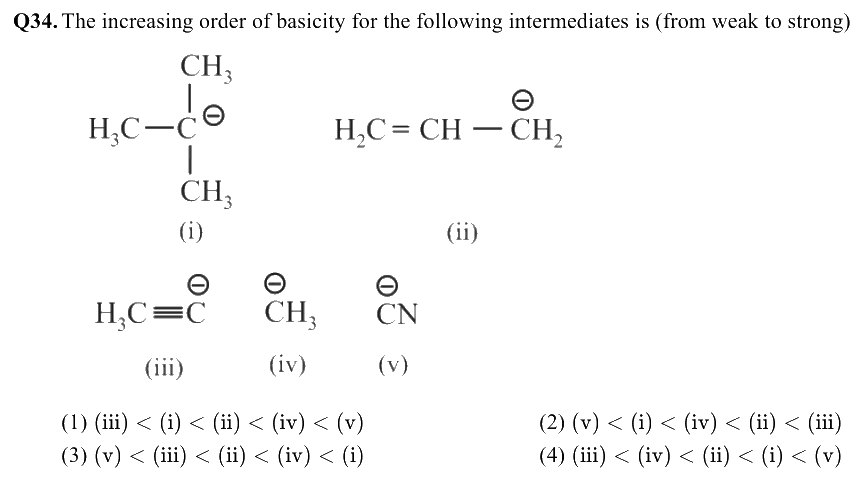 Q34. The increasing order of basicity for the following intermediates is (from weak to strong)
CH₃
|
H₃C—C⊖
|
CH₃
(i)
H₂C = CH — CH₂
⊖
(ii)
H₃C≡C
⊖
(iii)
⊖
CH₃
(iv)
⊖
CN
(v)
(1) (iii) < (i) < (ii) < (iv) < (v)
(2) (v) < (i) < (iv) < (ii) < (iii)
(3) (v) < (iii) < (ii) < (iv) < (i)
(4) (iii) < (iv) < (ii) < (i) < (v)